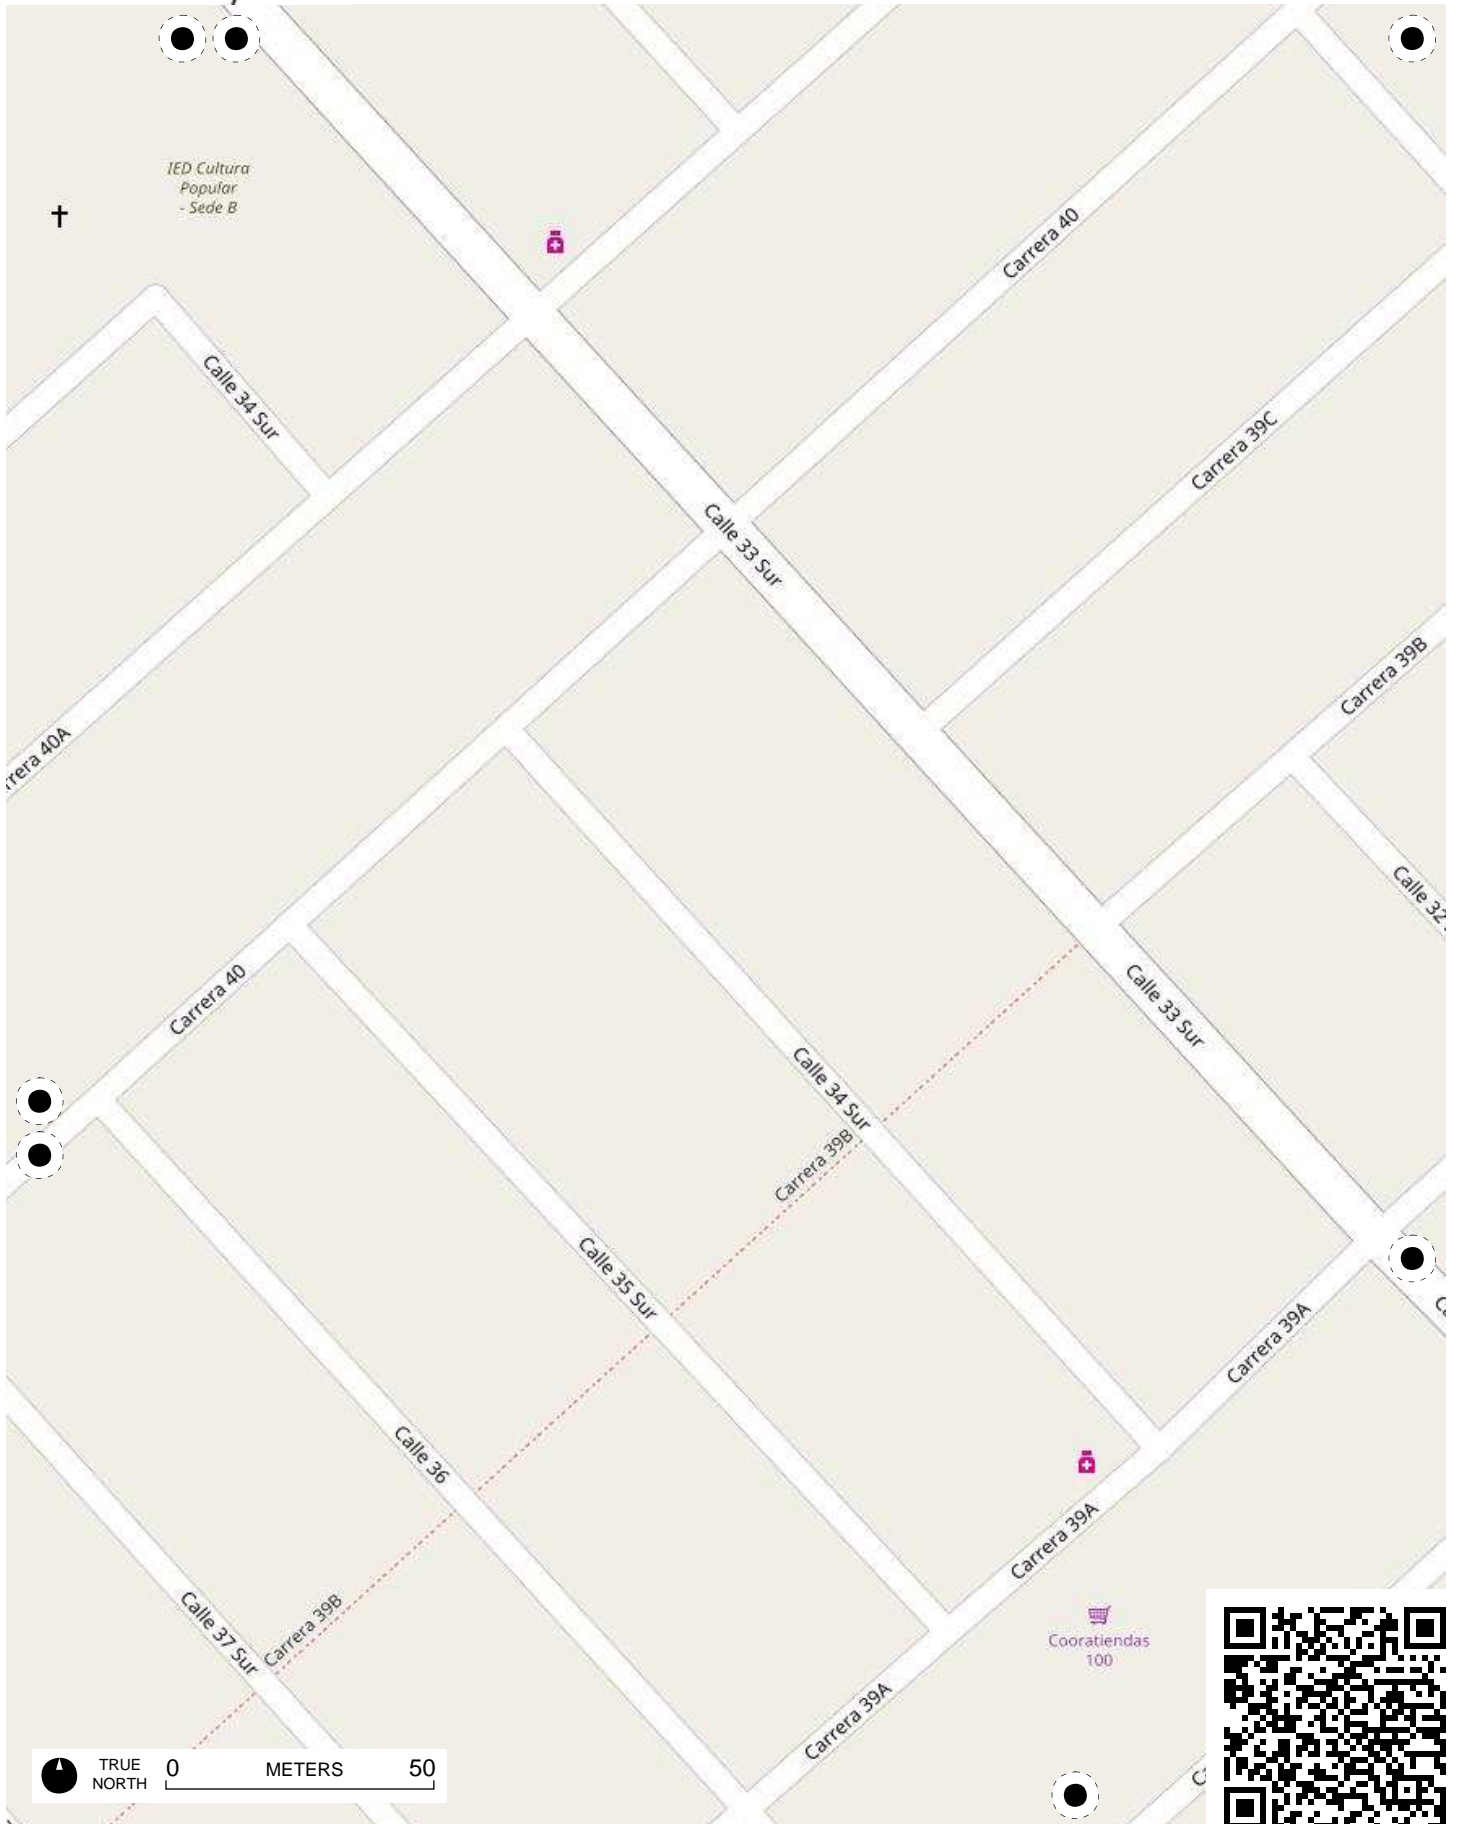 IED Cultura
Popular
- Sede B
Carrera 40
Calle 34 Sur
Carrera 39C
Calle 33 Sur
Carrera 39B
rrera 40A
Calle 32
Carrera 40
Calle 33 Sur
Calle 34 Sur
Carrera 39B
Calle 35 Sur
Carrera 39A
Calle 36
Carrera 39A
Calle 37 Sur
Carrera 39B
Cooratiendas
100
Carrera 39A
TRUE
NORTH
0 METERS 50